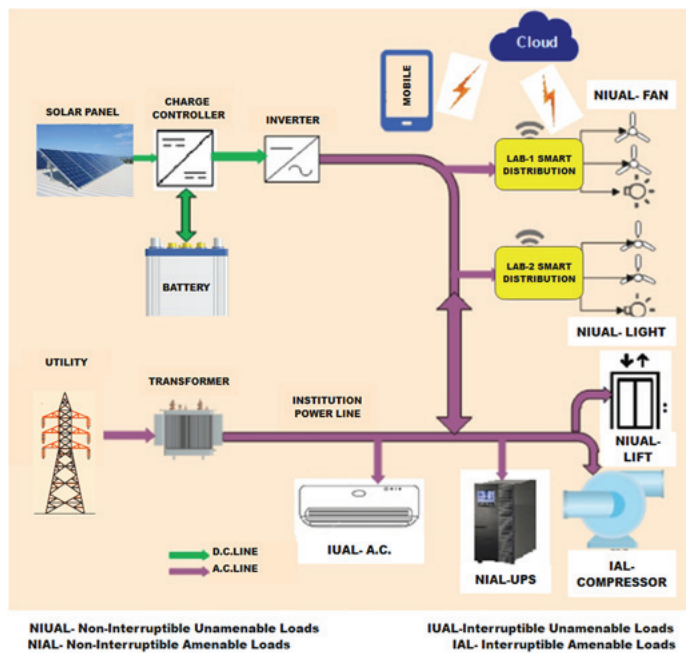 Cloud
MOBILE
NIUAL- FAN
SOLAR PANEL
CHARGE
CONTROLLER
INVERTER
LAB-1 SMART
DISTRIBUTION
BATTERY
LAB-2 SMART
DISTRIBUTION
NIUAL- LIGHT
UTILITY
TRANSFORMER
INSTITUTION
POWER LINE
NIUAL-
LIFT
IUAL- A.C.
NIAL-UPS
IAL-
COMPRESSOR
D.C.LINE
A.C.LINE
NIUAL- Non-Interruptible Unamenable Loads
NIAL- Non-Interruptible Amenable Loads
IUAL-Interruptible Unamenable Loads
IAL- Interruptible Amenable Loads